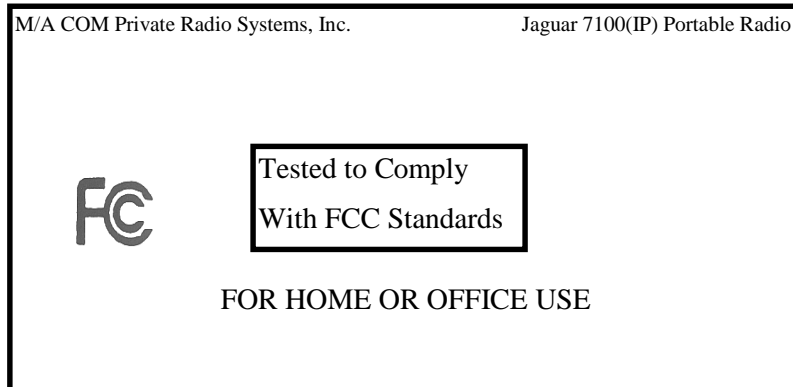 M/A COM Private Radio Systems, Inc. Jaguar 7100(IP) Portable Radio
FC
Tested to Comply
With FCC Standards
FOR HOME OR OFFICE USE